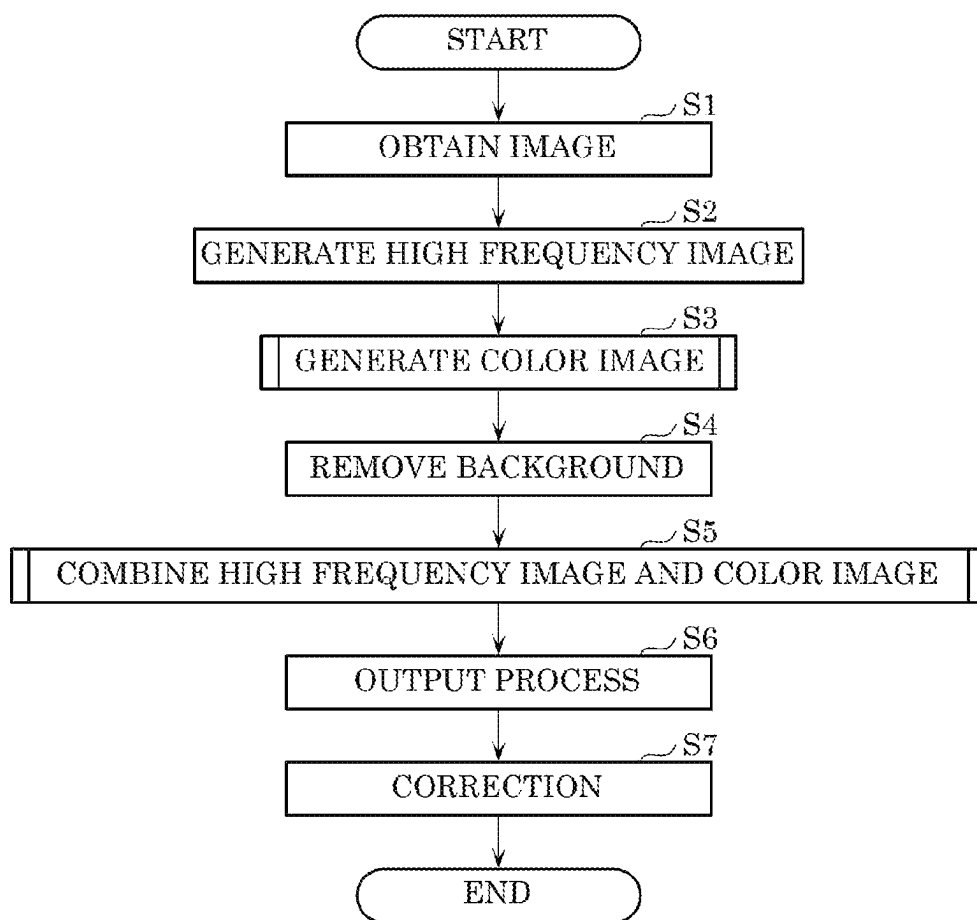 START
S1
OBTAIN IMAGE
S2
GENERATE HIGH FREQUENCY IMAGE
S3
GENERATE COLOR IMAGE
S4
REMOVE BACKGROUND
S5
COMBINE HIGH FREQUENCY IMAGE AND COLOR IMAGE
S6
OUTPUT PROCESS
S7
CORRECTION
END